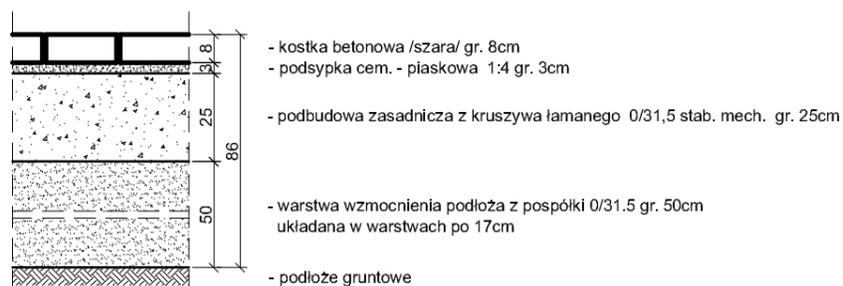 8
3
25
86
50
- kostka betonowa /szara/ gr. 8cm
- podsypka cem. - piaskowa 1:4 gr. 3cm
- podbudowa zasadnicza z kruszywa łamanego 0/31,5 stab. mech. gr. 25cm
- warstwa wzmocnienia podłoża z pospółki 0/31.5 gr. 50cm
układana w warstwach po 17cm
- podłoże gruntowe